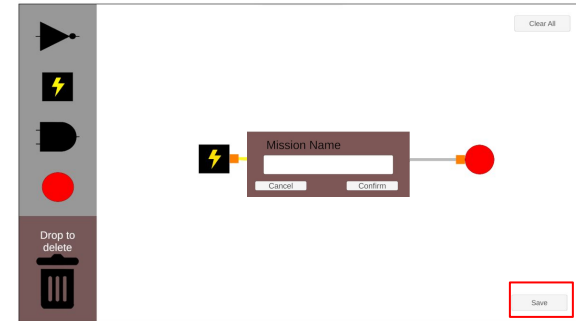 Clear All
Mission Name
Cancel
Confirm
Drop to
delete
Save